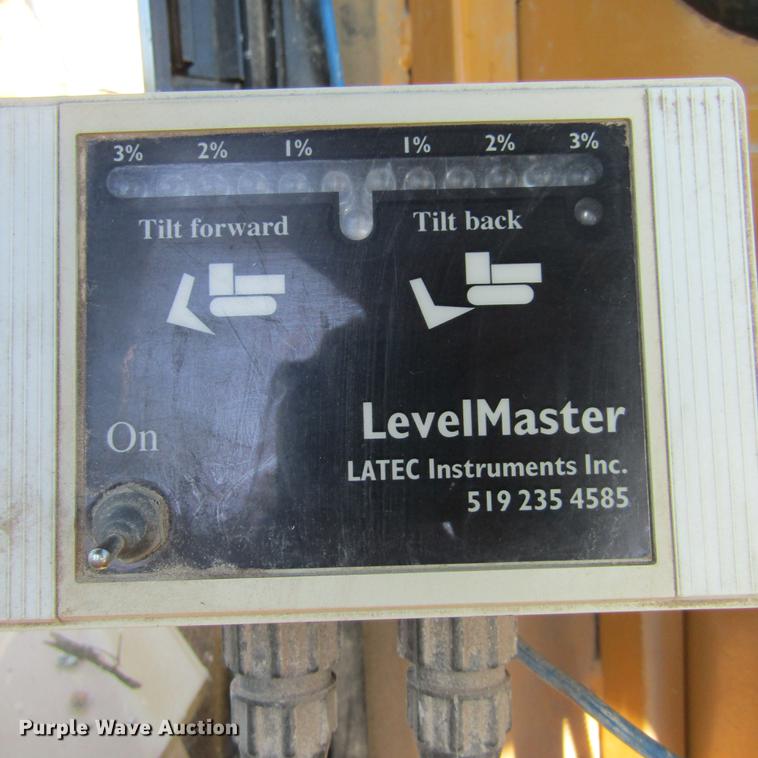 3% 2% 1% 1% 2% 3%
Tilt forward Tilt back
On
LevelMaster
LATEC Instruments Inc.
519 235 4585
Purple Wave Auction